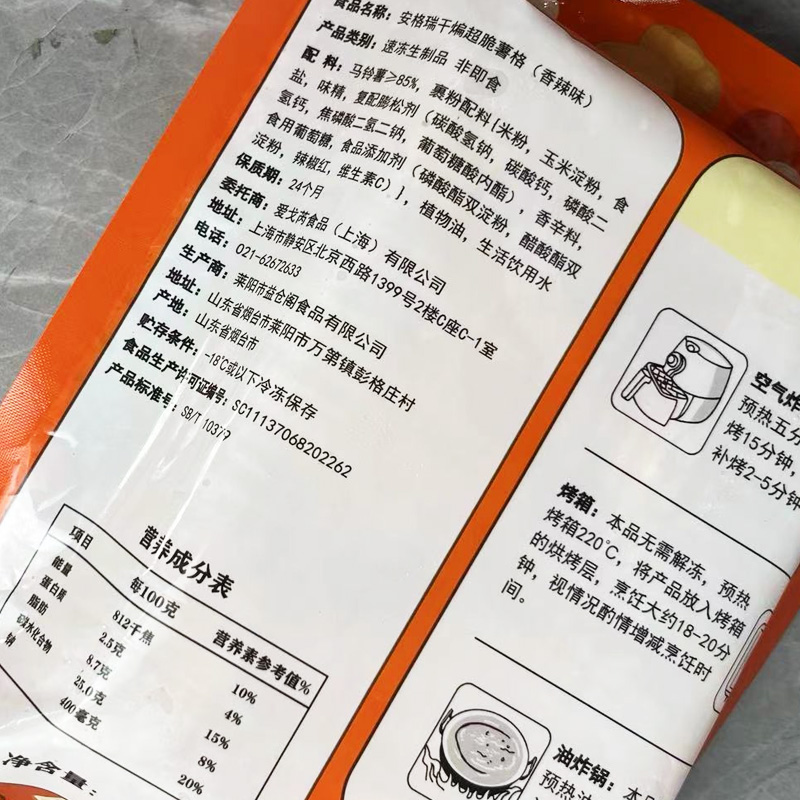 食品名称：安格瑞干煸超脆薯格（香辣味）
产品类别：速冻生制品 非即食
配 料：马铃薯≥85%，裹粉配料[米粉，玉米淀粉，食
盐，味精，复配膨松剂（碳酸氢钠，碳酸钙，磷酸二
氢钙，焦磷酸二氢二钠，葡萄糖酸内酯），香辛料，
食用葡萄糖，食品添加剂（磷酸酯双淀粉，醋酸酯双
淀粉，辣椒红，维生素C）]，植物油，生活饮用水
保质期：24个月
委托商：爱戈芮食品（上海）有限公司
地址：上海市静安区北京西路1399号2楼C座C-1室
电话：021-62672633
生产商：莱阳市益仓阁食品有限公司
地址：山东省烟台市莱阳市万第镇彭格庄村
产地：山东省烟台市
贮存条件：-18℃或以下冷冻保存
食品生产许可证编号：SC11137068202262
产品标准号：SB/T 10379
营养成分表
项目 每100克 营养素参考值%
能量 812千焦 10%
蛋白质 2.5克 4%
脂肪 8.7克 15%
碳水化合物 25.0克 8%
钠 400毫克 20%
净含量：
空气炸
预热五分
烤15分钟，
补烤2-5分钟
烤箱：本品无需解冻，预热
烤箱220℃，将产品放入烤箱
的烘烤层，烹饪大约18-20分
钟，视情况酌情增减烹饪时
间。
油炸锅：本品
预热油